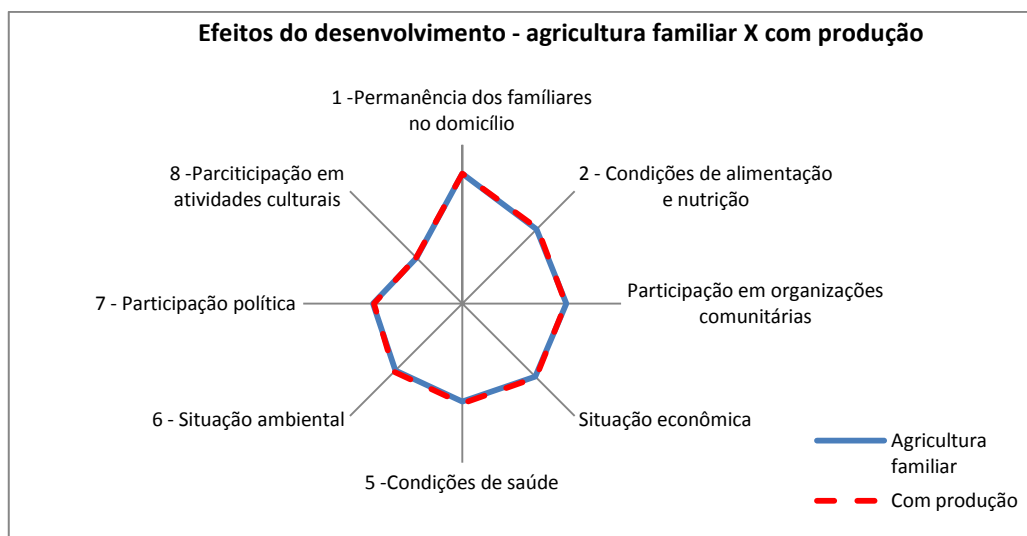 Efeitos do desenvolvimento - agricultura familiar X com produção
1 -Permanência dos famíliares
no domicílio
2 - Condições de alimentação
e nutrição
Participação em organizações
comunitárias
Situação econômica
5 -Condições de saúde
6 - Situação ambiental
7 - Participação política
8 -Parciticipação em
atividades culturais
Agricultura
familiar
Com produção